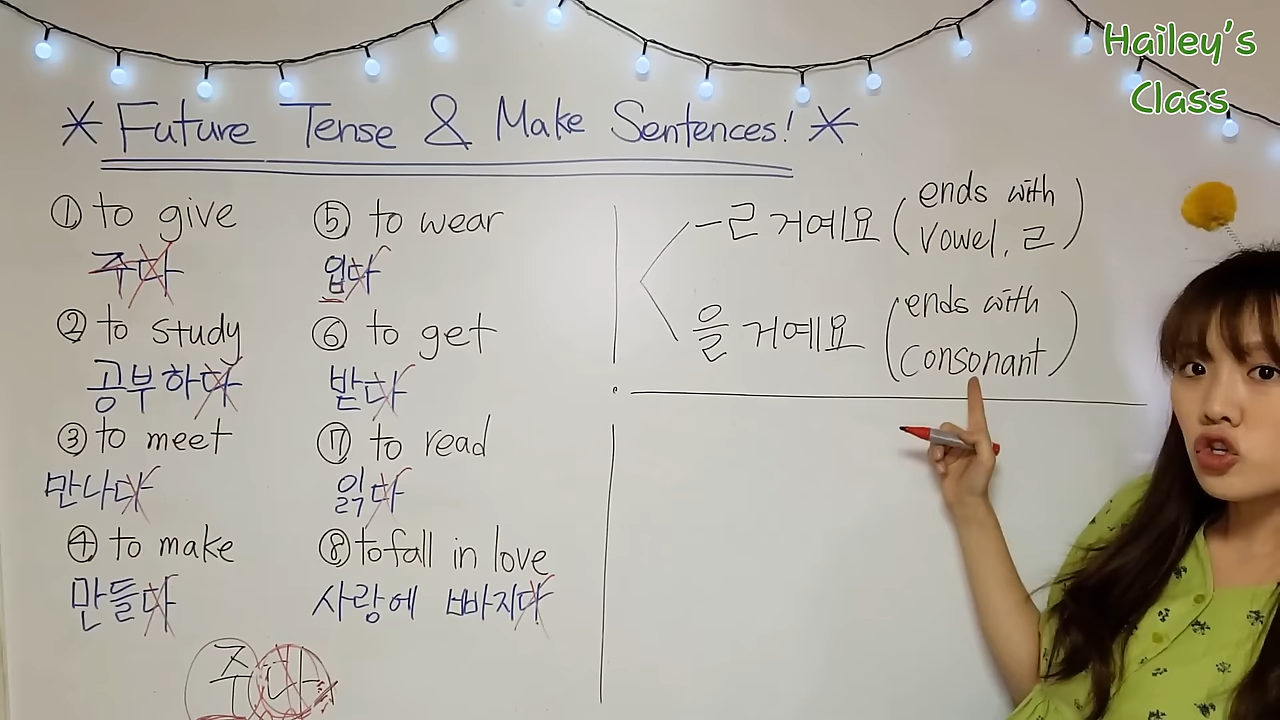 Hailey's
Class
* Future Tense & Make Sentences! *
① to give
주다
② to study
공부하다
③ to meet
만나다
④ to make
만들다
주다
⑤ to wear
입다
⑥ to get
받다
⑦ to read
읽다
⑧ to fall in love
사랑에 빠지다
-ㄹ 거예요 (ends with
vowel, ㄹ)
을 거예요 (ends with
consonant)